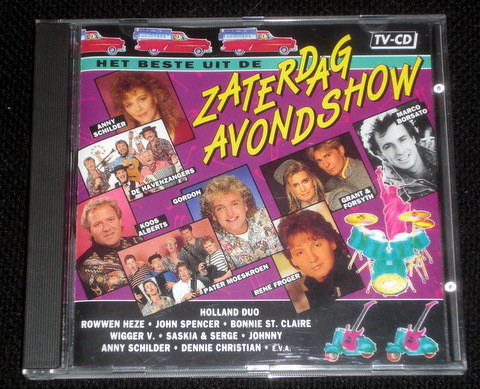 TV-CD
HET BESTE UIT DE
ZATERDAG
AVONDSHOW
ANNY
SCHILDER
MARCO
BORSATO
DE HAVENZANGERS
GORDON
GRANT &
FORSYTH
KOOS
ALBERTS
PATER MOESKROEN
RENE FROGER
HOLLAND DUO
ROWWEN HEZE • JOHN SPENCER • BONNIE ST. CLAIRE
WIGGER V. • SASKIA & SERGE • JOHNNY
ANNY SCHILDER • DENNIE CHRISTIAN • E.V.A.